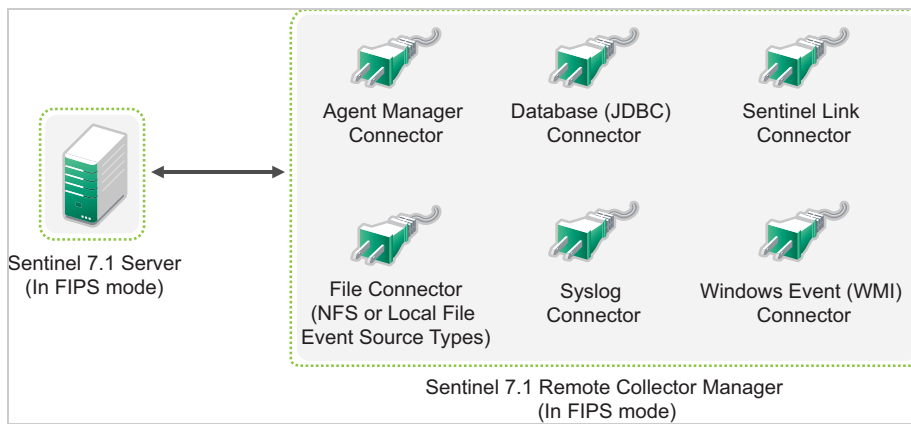 Agent Manager
Connector
Database (JDBC)
Connector
Sentinel Link
Connector
Sentinel 7.1 Server
(In FIPS mode)
File Connector
(NFS or Local File
Event Source Types)
Syslog
Connector
Windows Event (WMI)
Connector
Sentinel 7.1 Remote Collector Manager
(In FIPS mode)